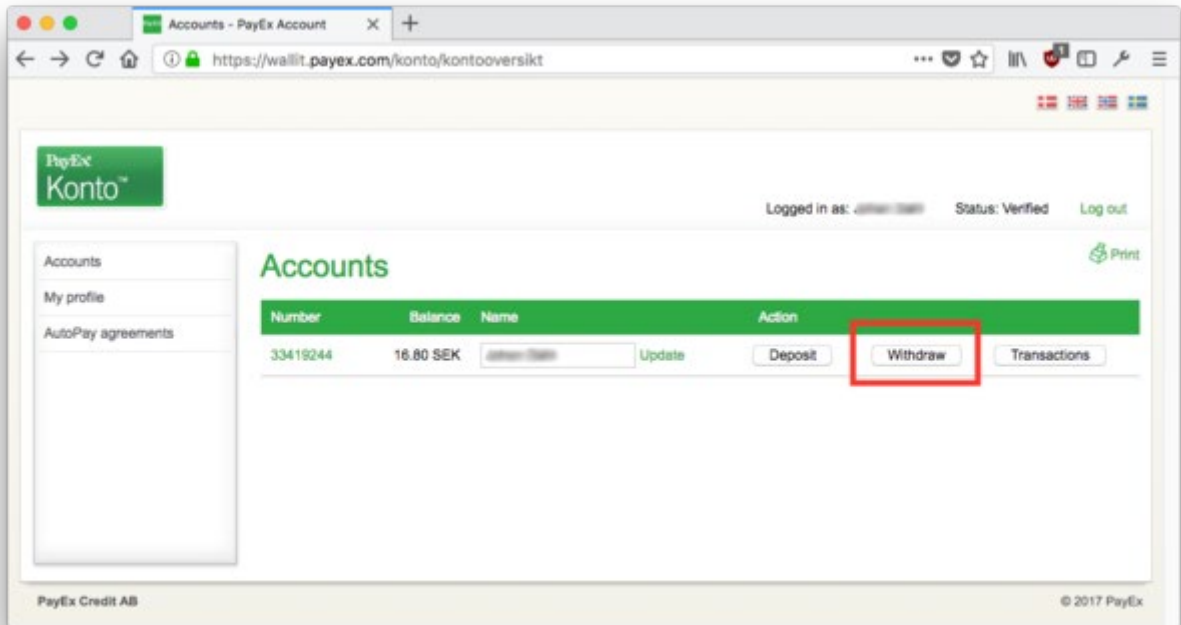 Accounts - PayEx Account
https://wallit.payex.com/konto/kontooversikt
1
PayEx
Konto™
Logged in as:
Status: Verified
Log out
Accounts
My profile
AutoPay agreements
Accounts
Print
Number Balance Name Action
33419244 16.80 SEK Update Deposit Withdraw Transactions
PayEx Credit AB
© 2017 PayEx